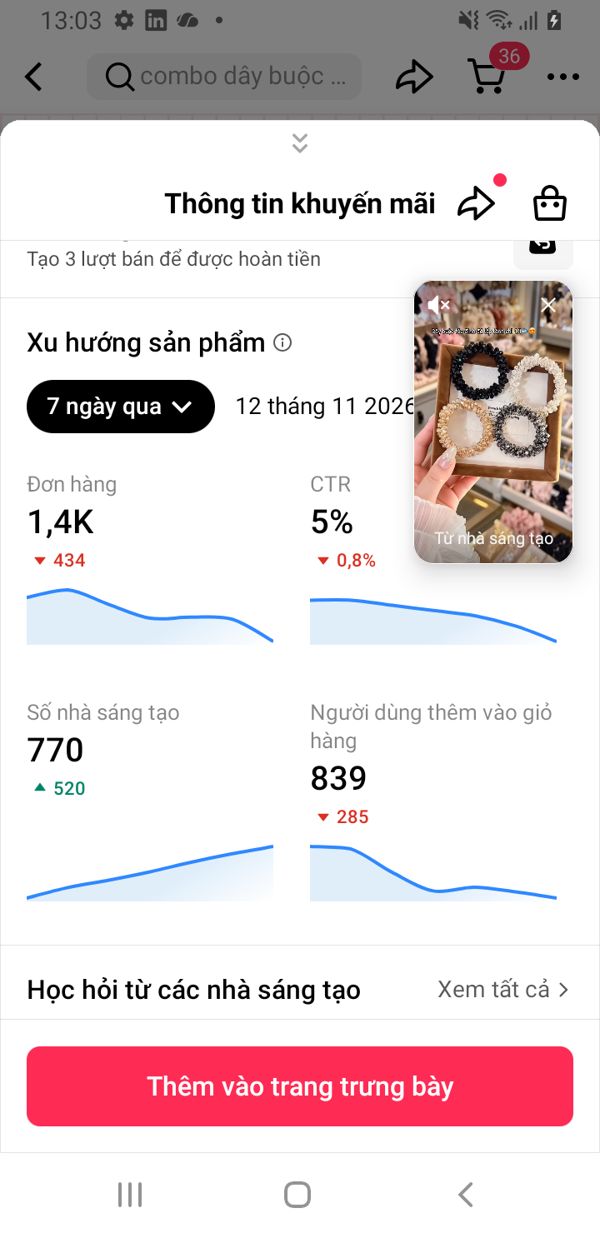 13:03
combo dây buộc ...
36
Thông tin khuyến mãi
Tạo 3 lượt bán để được hoàn tiền
Xu hướng sản phẩm
7 ngày qua
12 tháng 11 2026
Đơn hàng
CTR
1,4K
5%
434
0,8%
Từ nhà sáng tạo
Số nhà sáng tạo
Người dùng thêm vào giỏ
hàng
770
839
520
285
Học hỏi từ các nhà sáng tạo
Xem tất cả
Thêm vào trang trưng bày